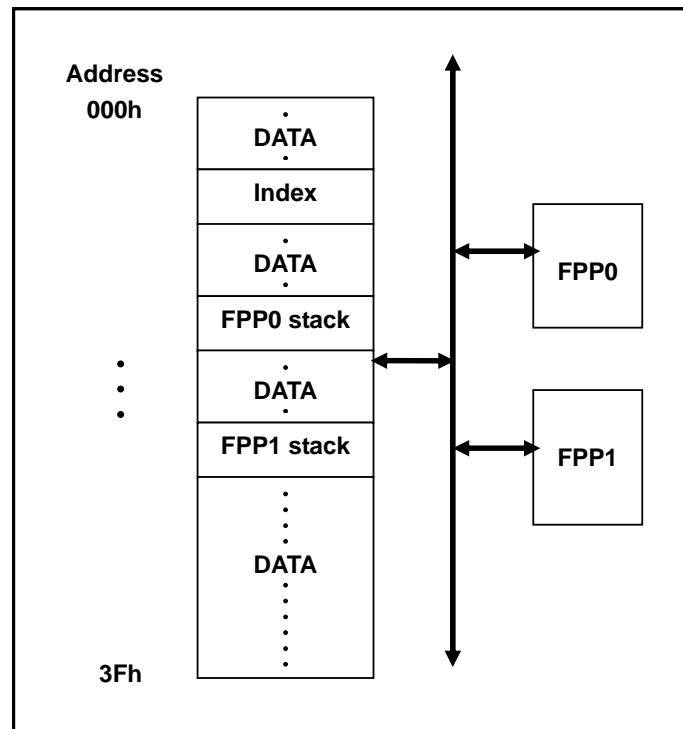 Address
000h
DATA
Index
DATA
FPP0 stack
DATA
FPP1 stack
DATA
3Fh
FPP0
FPP1